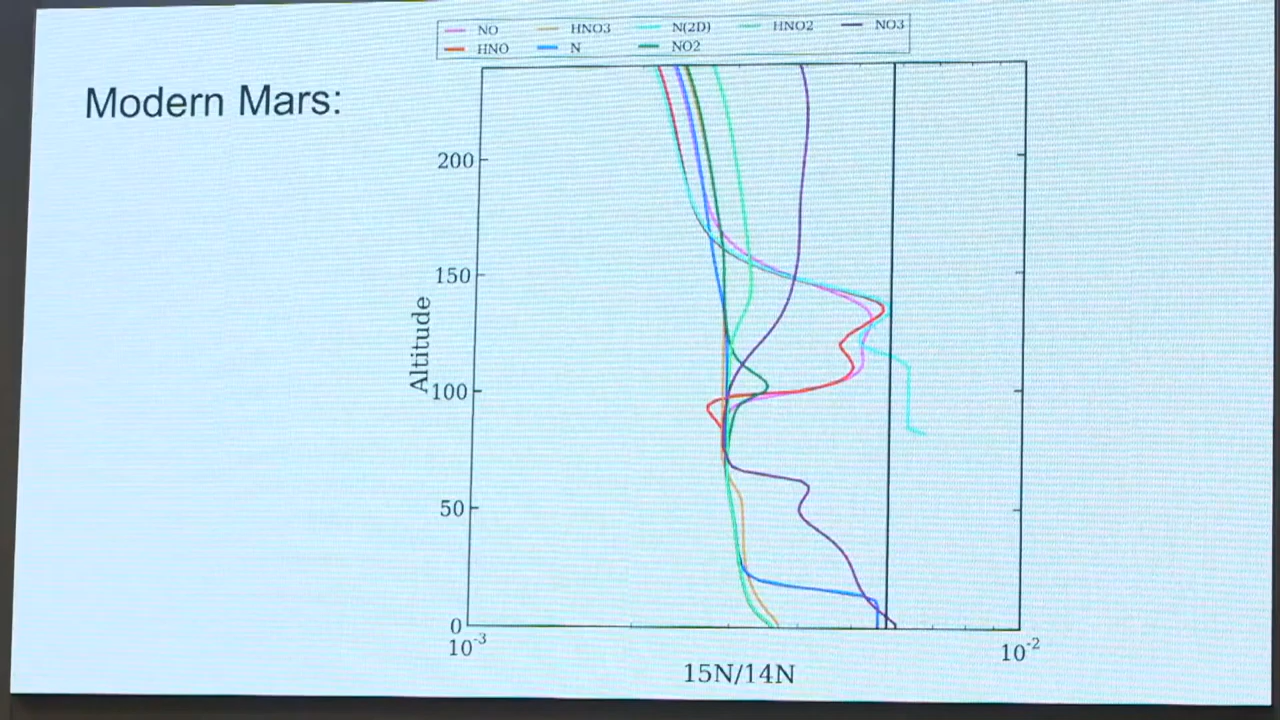 NO HNO3 N(2D) HNO2 NO3
HNO N NO2
Modern Mars:
200
150
100
50
0
Altitude
10-3 10-2
15N/14N